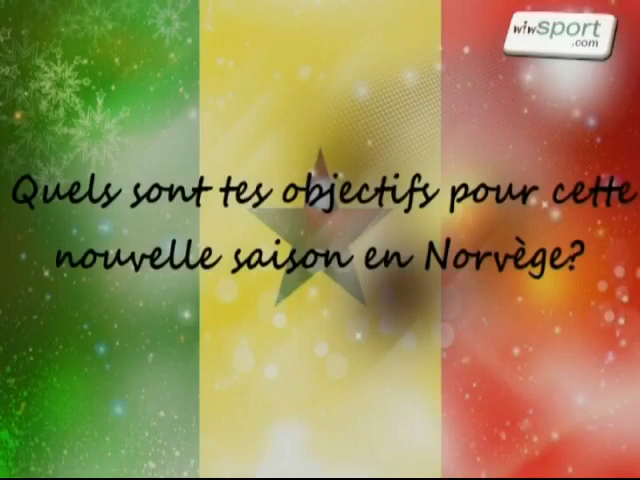 wiwsport
.com
Quels sont tes objectifs pour cette
nouvelle saison en Norvège?